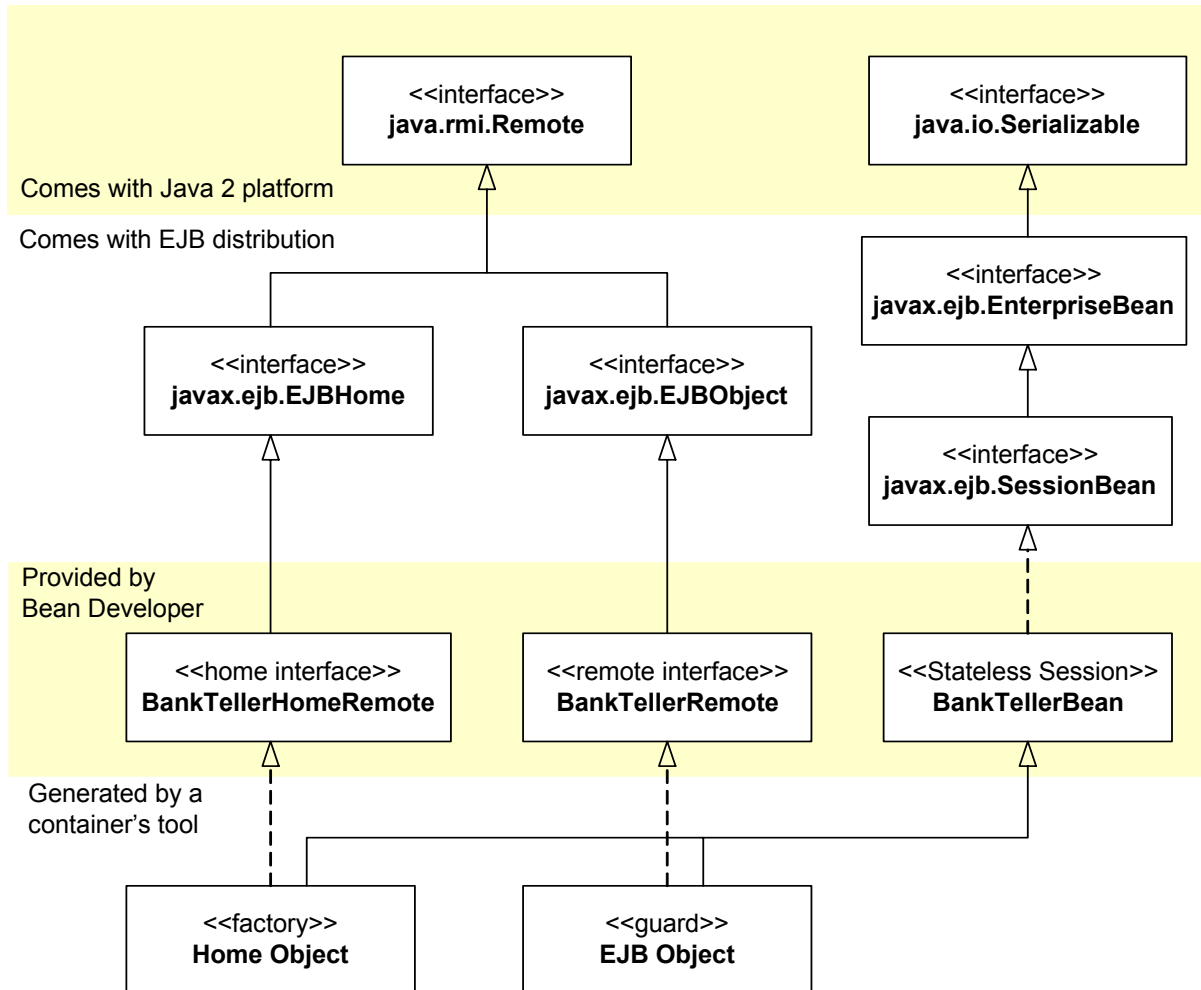 <<interface>>
java.rmi.Remote
<<interface>>
java.io.Serializable
Comes with Java 2 platform
Comes with EJB distribution
<<interface>>
javax.ejb.EnterpriseBean
<<interface>>
javax.ejb.EJBHome
<<interface>>
javax.ejb.EJBObject
<<interface>>
javax.ejb.SessionBean
Provided by
Bean Developer
<<home interface>>
BankTellerHomeRemote
<<remote interface>>
BankTellerRemote
<<Stateless Session>>
BankTellerBean
Generated by a
container’s tool
<<factory>>
Home Object
<<guard>>
EJB Object